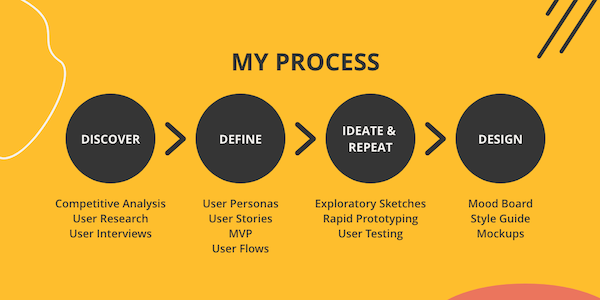 MY PROCESS
DISCOVER
Competitive Analysis
User Research
User Interviews
DEFINE
User Personas
User Stories
MVP
User Flows
IDEATE &
REPEAT
Exploratory Sketches
Rapid Prototyping
User Testing
DESIGN
Mood Board
Style Guide
Mockups